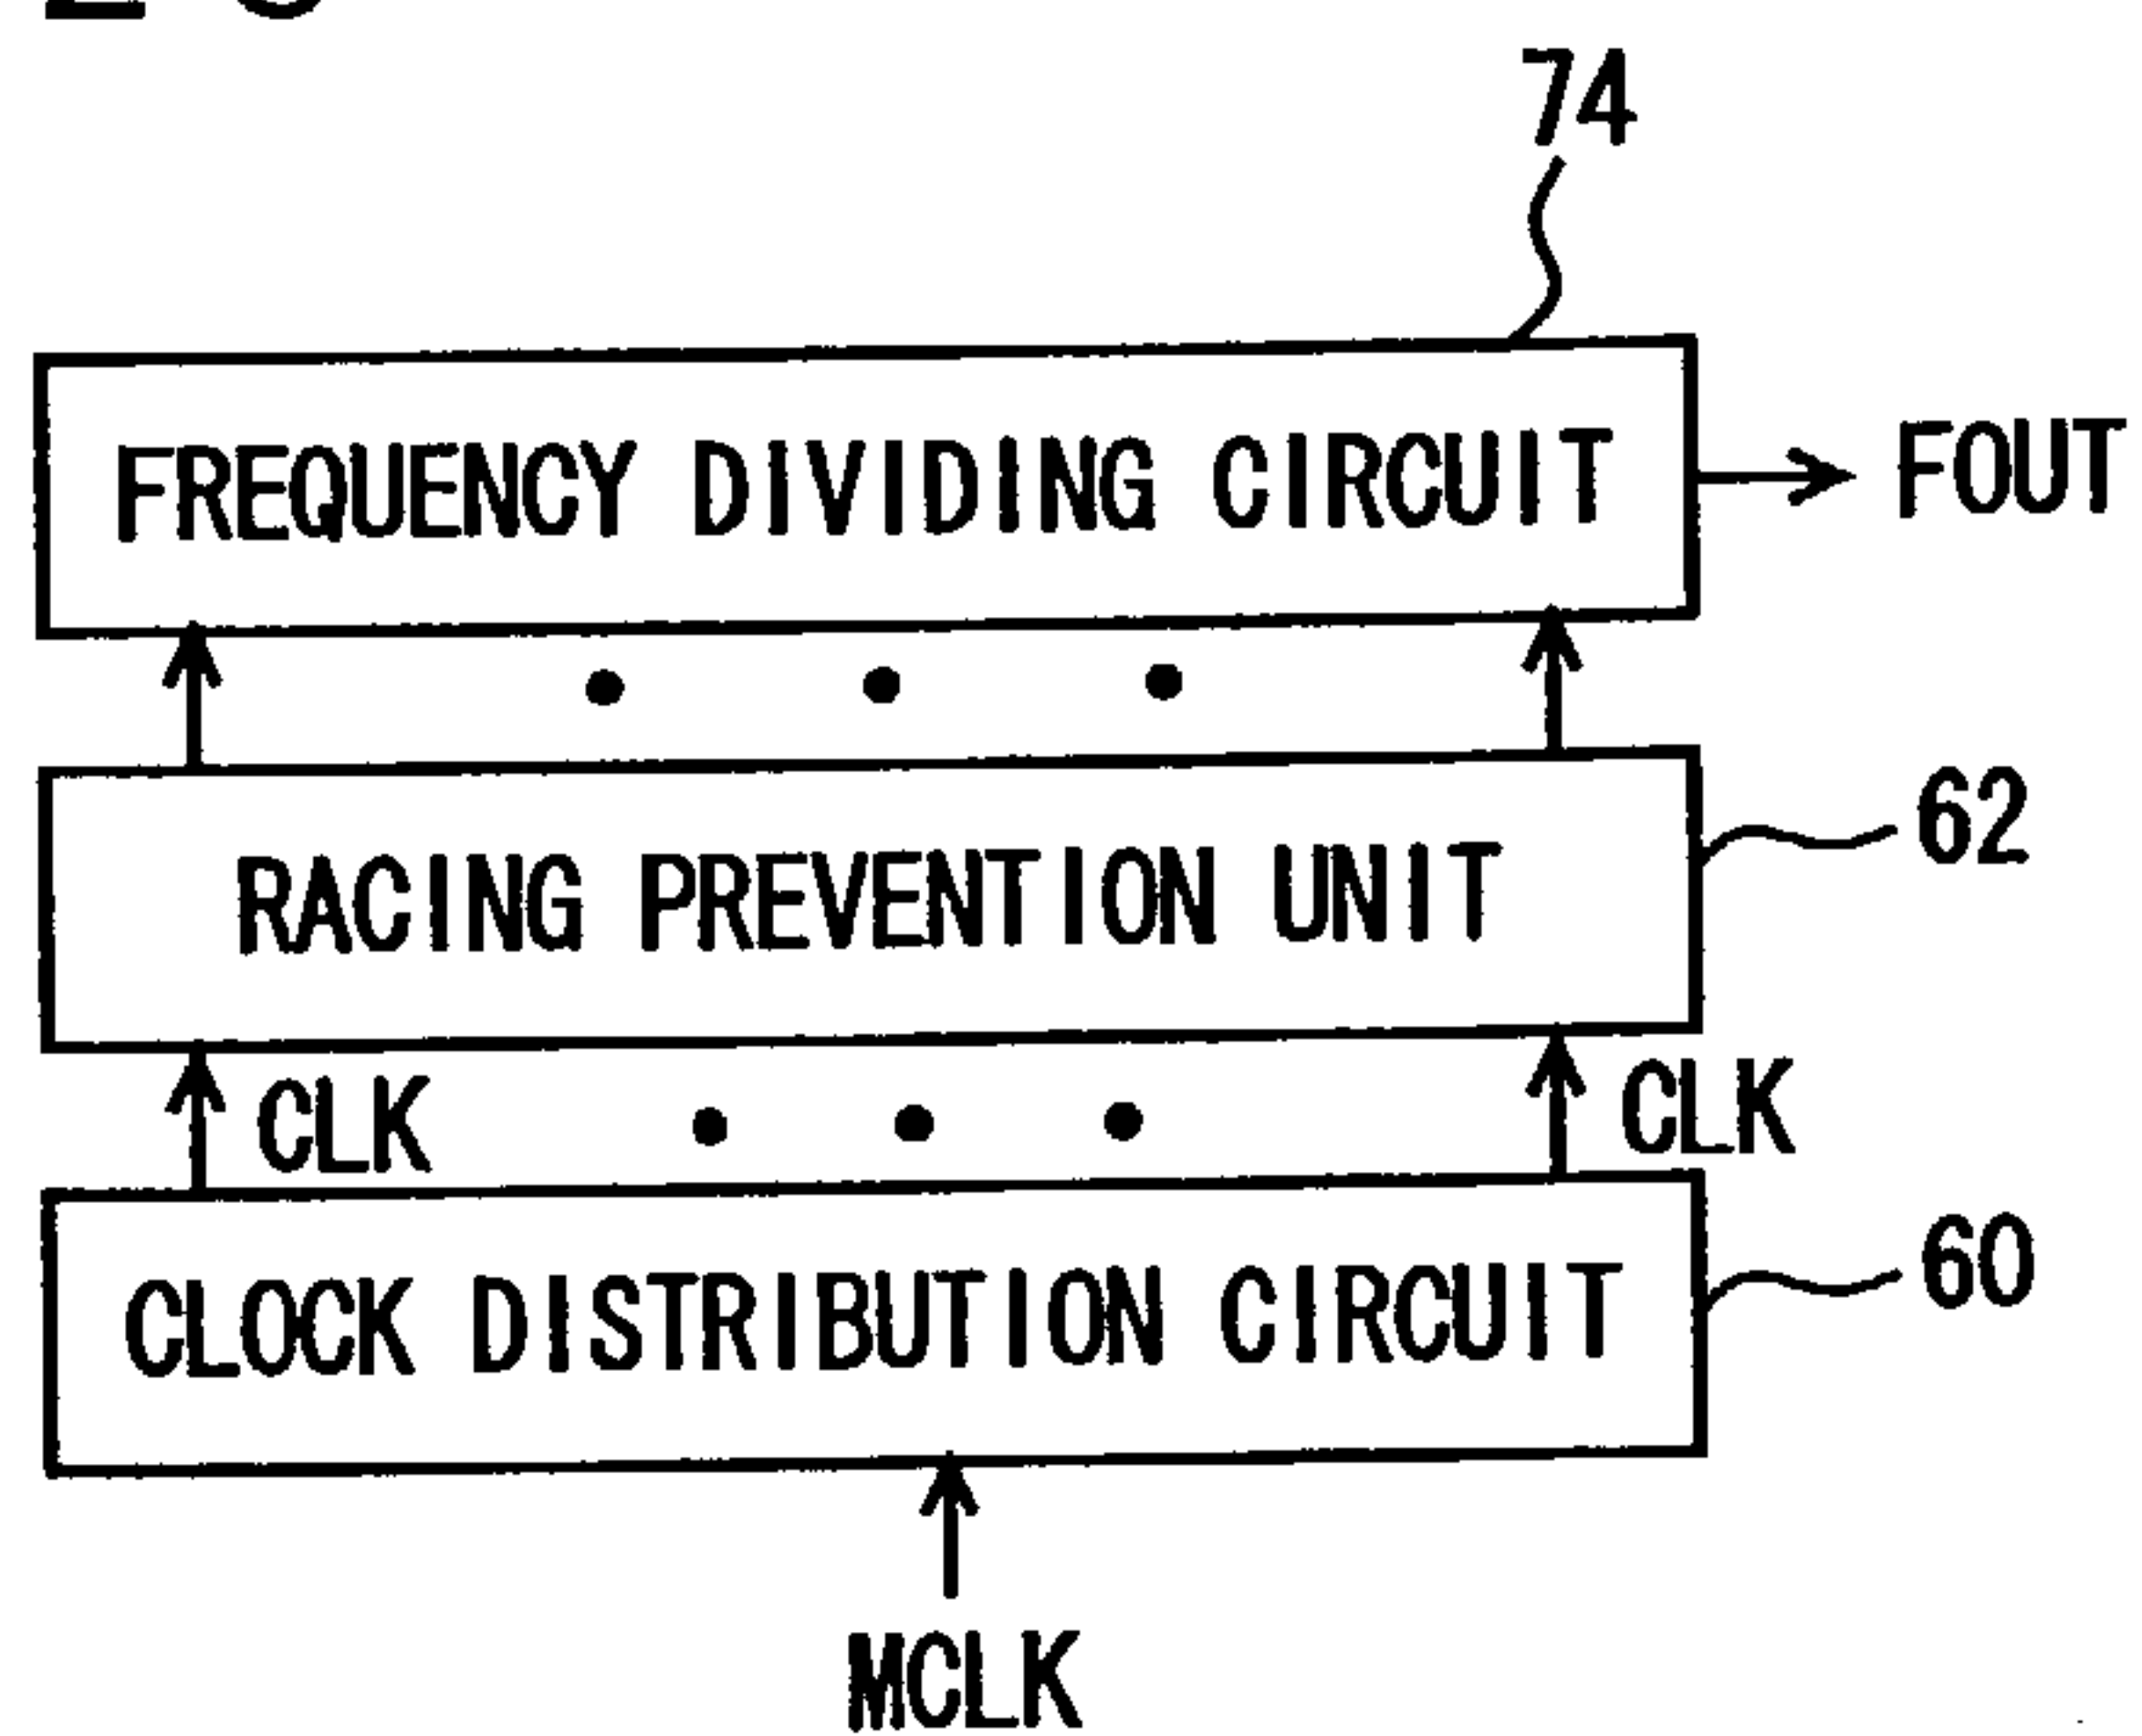 74
FREQUENCY DIVIDING CIRCUIT
FOUT
RACING PREVENTION UNIT
62
CLK
CLK
CLOCK DISTRIBUTION CIRCUIT
60
MCLK